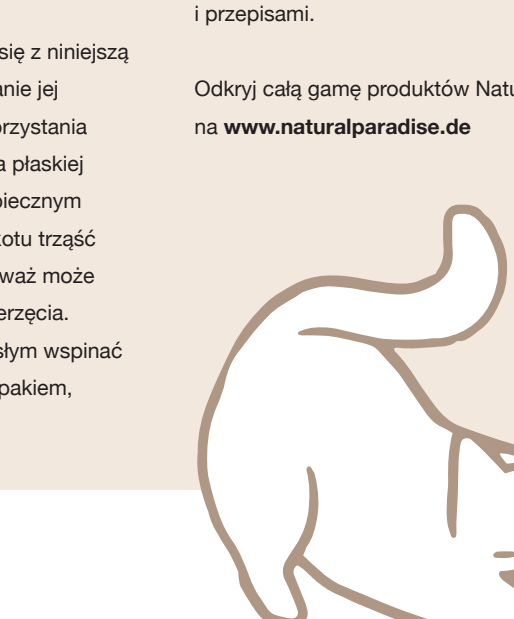 się z niniejszą
anie jej
orzystania
a płaskiej
piecznym
kotu trząść
waż może
erzęcia.
słym wspinać
pakiem,
i przepisami.
Odkryj całą gamę produktów Natu
na www.naturalparadise.de